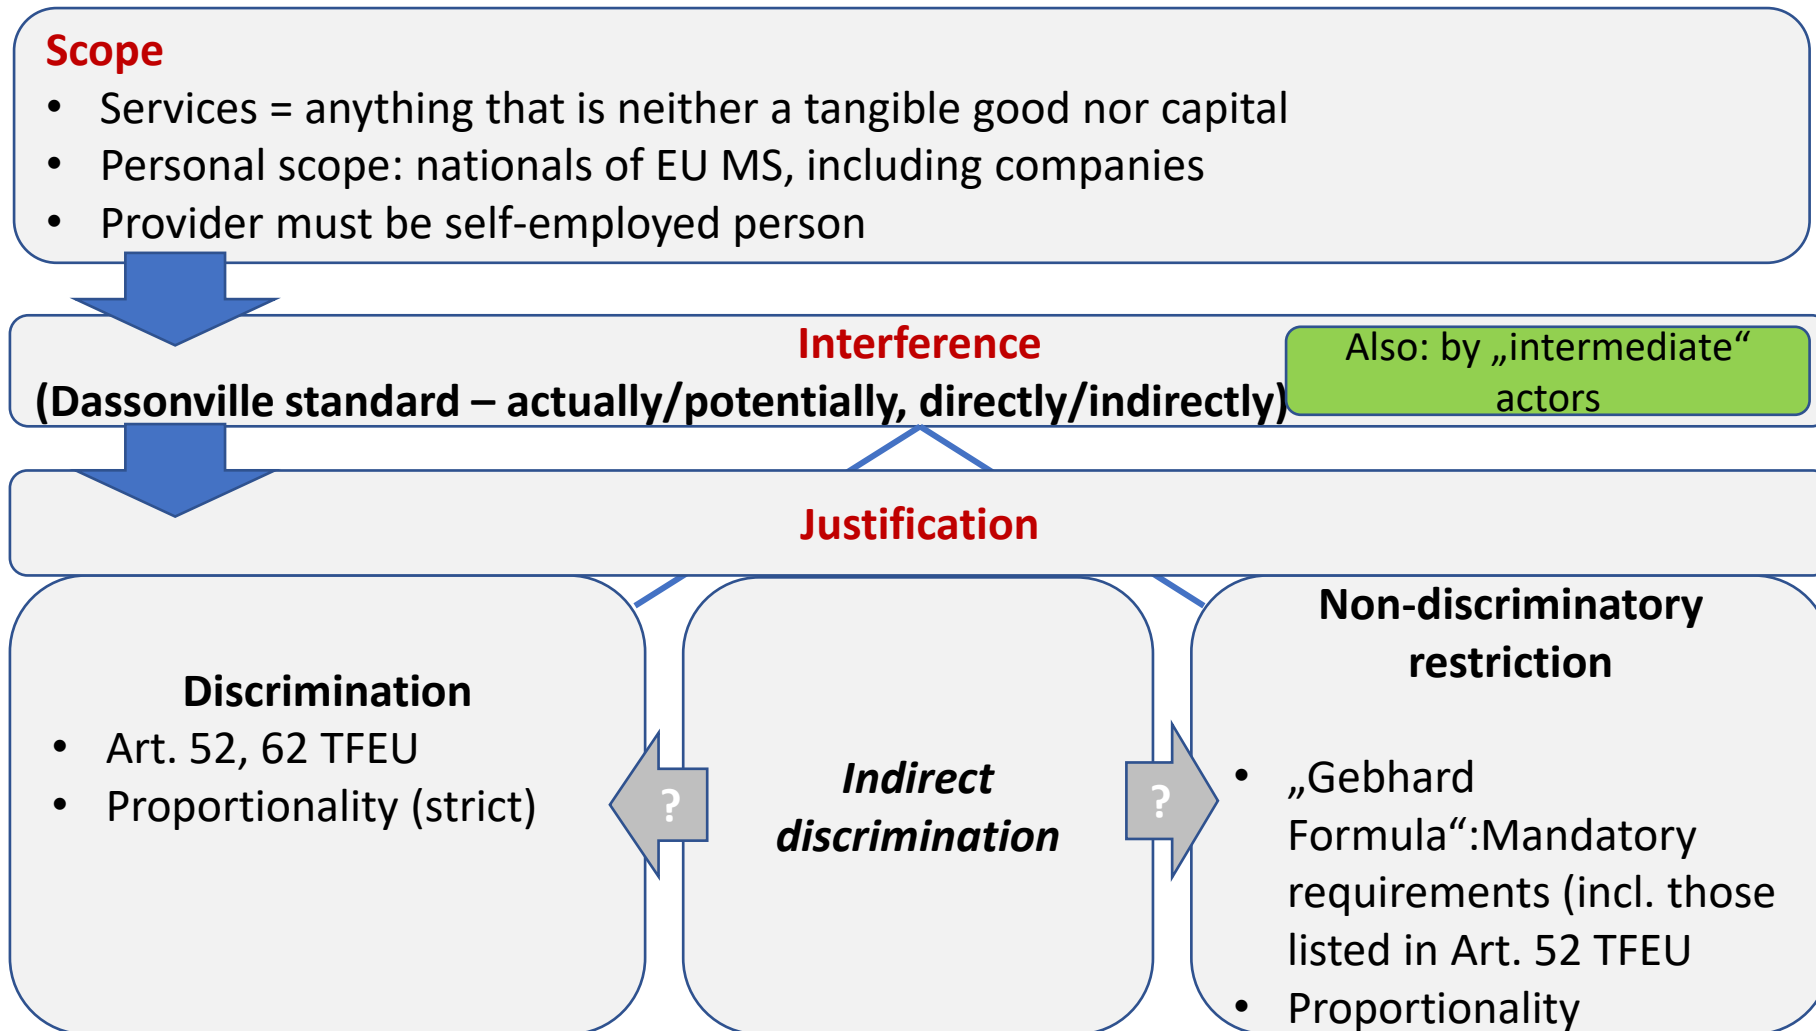 Scope
• Services = anything that is neither a tangible good nor capital
• Personal scope: nationals of EU MS, including companies
• Provider must be self-employed person
Interference
(Dassonville standard – actually/potentially, directly/indirectly)
Also: by „intermediate“
actors
Justification
Discrimination
• Art. 52, 62 TFEU
• Proportionality (strict)
?
Indirect
discrimination
?
Non-discriminatory
restriction
• „Gebhard
Formula“:Mandatory
requirements (incl. those
listed in Art. 52 TFEU
• Proportionality